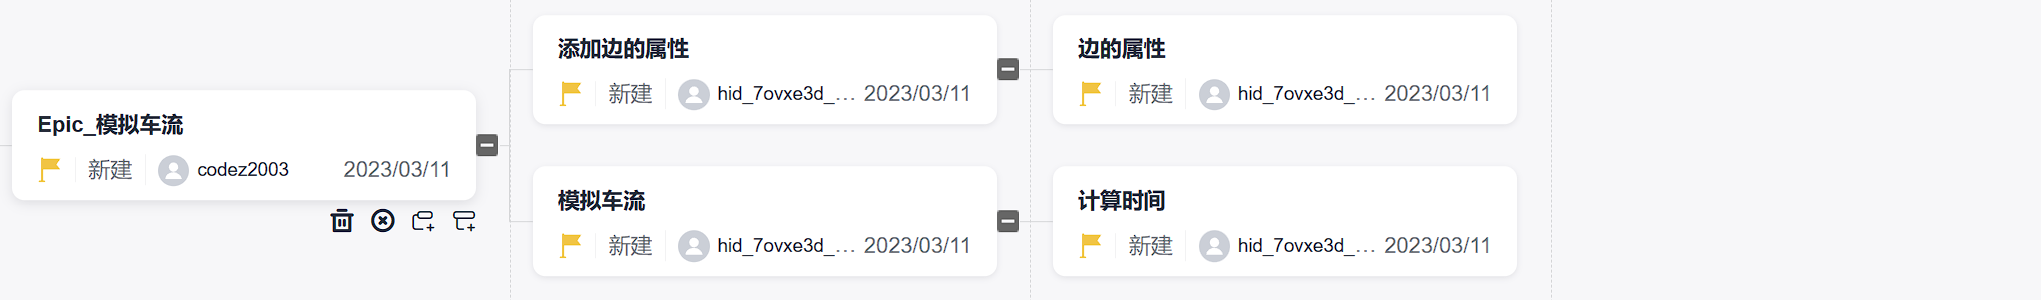 Epic_模拟车流
新建 codez2003 2023/03/11
添加边的属性
新建 hid_7ovxe3d_... 2023/03/11
模拟车流
新建 hid_7ovxe3d_... 2023/03/11
边的属性
新建 hid_7ovxe3d_... 2023/03/11
计算时间
新建 hid_7ovxe3d_... 2023/03/11